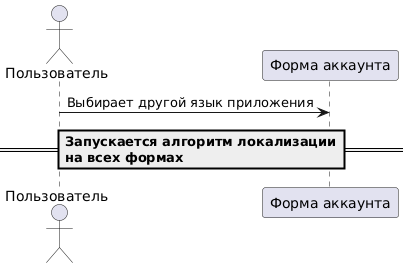 Пользователь
Форма аккаунта
Выбирает другой язык приложения
Запускается алгоритм локализации
на всех формах
Пользователь
Форма аккаунта